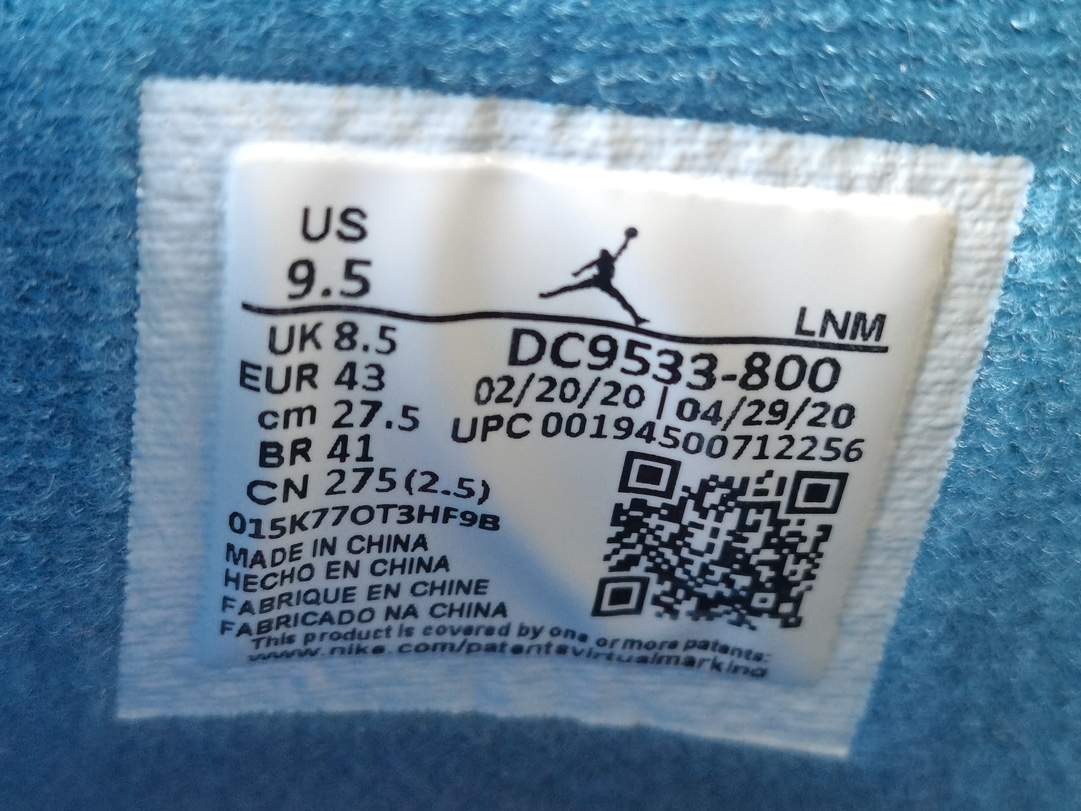 US
9.5
LNM
UK 8.5
EUR 43
cm 27.5
BR 41
CN 275(2.5)
015K77OT3HF9B
MADE IN CHINA
HECHO EN CHINA
FABRIQUE EN CHINE
FABRICADO NA CHINA
DC9533-800
02/20/20 | 04/29/20
UPC 00194500712256
This product is covered by one or more patents:
www.nike.com/patentsvirtualmarking